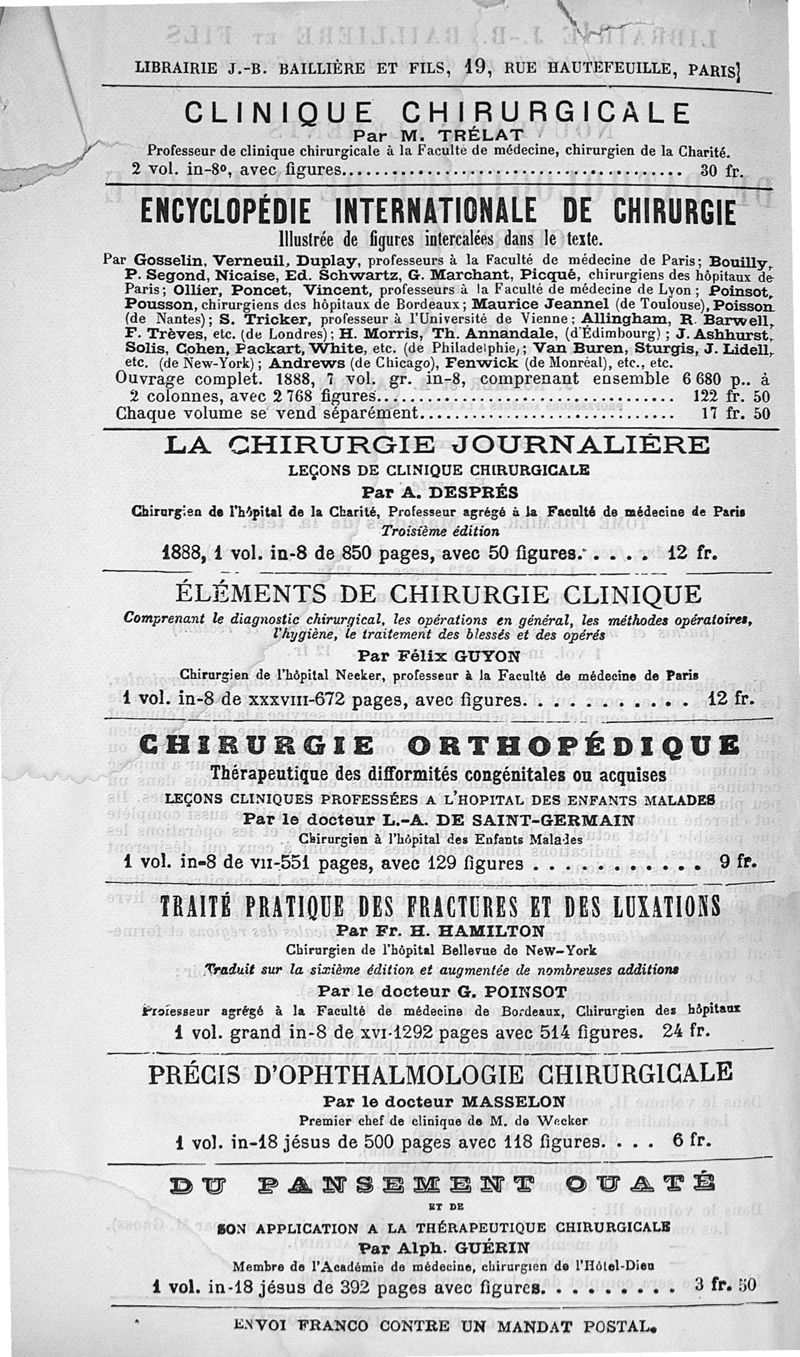 LIBRAIRIE J.-B. BAILLIÈRE ET FILS, 19, RUE HAUTEFEUILLE, PARIS
CLINIQUE CHIRURGICALE
Par M. TRÉLAT
Professeur de clinique chirurgicale à la Faculte de médecine, chirurgien de la Charité.
2 vol. in-8º, avec figures........................................ 30 fr.
ENCYCLOPÉDIE INTERNATIONALE DE CHIRURGIE
Illustrée de figures intercalées dans le texte.
Par Gosselin, Verneuil, Duplay, professeurs à la Faculté de médecine de Paris; Bouilly,
P. Segond, Nicaise, Ed. Schwartz, G. Marchant, Picqué, chirurgiens des hôpitaux de
Paris; Ollier, Poncet, Vincent, professeurs à la Faculté de médecine de Lyon; Poinsot,
Pousson, chirurgiens des hôpitaux de Bordeaux; Maurice Jeannel (de Toulouse), Poisson
(de Nantes); S. Tricker, professeur à l'Université de Vienne; Allingham, R. Barwell,
F. Trèves, etc. (de Londres); H. Morris, Th. Annandale, (d'Édimbourg); J. Ashhurst,
Solis, Cohen, Packart, White, etc. (de Philadelphie); Van Buren, Sturgis, J. Lidell,
etc. (de New-York); Andrews (de Chicago), Fenwick (de Montréal), etc., etc.
Ouvrage complet. 1888, 7 vol. gr. in-8, comprenant ensemble 6 680 p.. à
2 colonnes, avec 2 768 figures................................... 122 fr. 50
Chaque volume se vend séparément.............................. 17 fr. 50
LA CHIRURGIE JOURNALIÈRE
LEÇONS DE CLINIQUE CHIRURGICALE
Par A. DESPRÉS
Chirurgien de l'hôpital de la Charité, Professeur agrégé à la Faculté de médecine de Paris
Troisième édition
1888, 1 vol. in-8 de 850 pages, avec 50 figures. . . . . 12 fr.
ÉLÉMENTS DE CHIRURGIE CLINIQUE
Comprenant le diagnostic chirurgical, les opérations en général, les méthodes opératoires,
l'hygiène, le traitement des blessés et des opérés
Par Félix GUYON
Chirurgien de l'hôpital Necker, professeur à la Faculté de médecine de Paris
1 vol. in-8 de XXXVIII-672 pages, avec figures. . . . . . . . . . . 12 fr.
CHIRURGIE ORTHOPÉDIQUE
Thérapeutique des difformités congénitales ou acquises
LEÇONS CLINIQUES PROFESSÉES A L'HOPITAL DES ENFANTS MALADES
Par le docteur L.-A. DE SAINT-GERMAIN
Chirurgien à l'hôpital des Enfants Malades
1 vol. in-8 de VII-551 pages, avec 129 figures . . . . . . . . . . . 9 fr.
TRAITÉ PRATIQUE DES FRACTURES ET DES LUXATIONS
Par Fr. H. HAMILTON
Chirurgien de l'hôpital Bellevue de New-York
Traduit sur la sixième édition et augmentée de nombreuses additions
Par le docteur G. POINSOT
Professeur agrégé à la Faculté de médecine de Bordeaux, Chirurgien des hôpitaux
1 vol. grand in-8 de XVI-1292 pages avec 514 figures. 24 fr.
PRÉCIS D'OPHTHALMOLOGIE CHIRURGICALE
Par le docteur MASSELON
Premier chef de clinique de M. de Wecker
1 vol. in-18 jésus de 500 pages avec 118 figures. . . . 6 fr.
DU PANSEMENT OUATÉ
ET DE
SON APPLICATION A LA THÉRAPEUTIQUE CHIRURGICALE
Par Alph. GUÉRIN
Membre de l'Académie de médecine, chirurgien de l'Hôtel-Dieu
1 vol. in-18 jésus de 392 pages avec figures. . . . . . . . . 3 fr. 50
ENVOI FRANCO CONTRE UN MANDAT POSTAL.